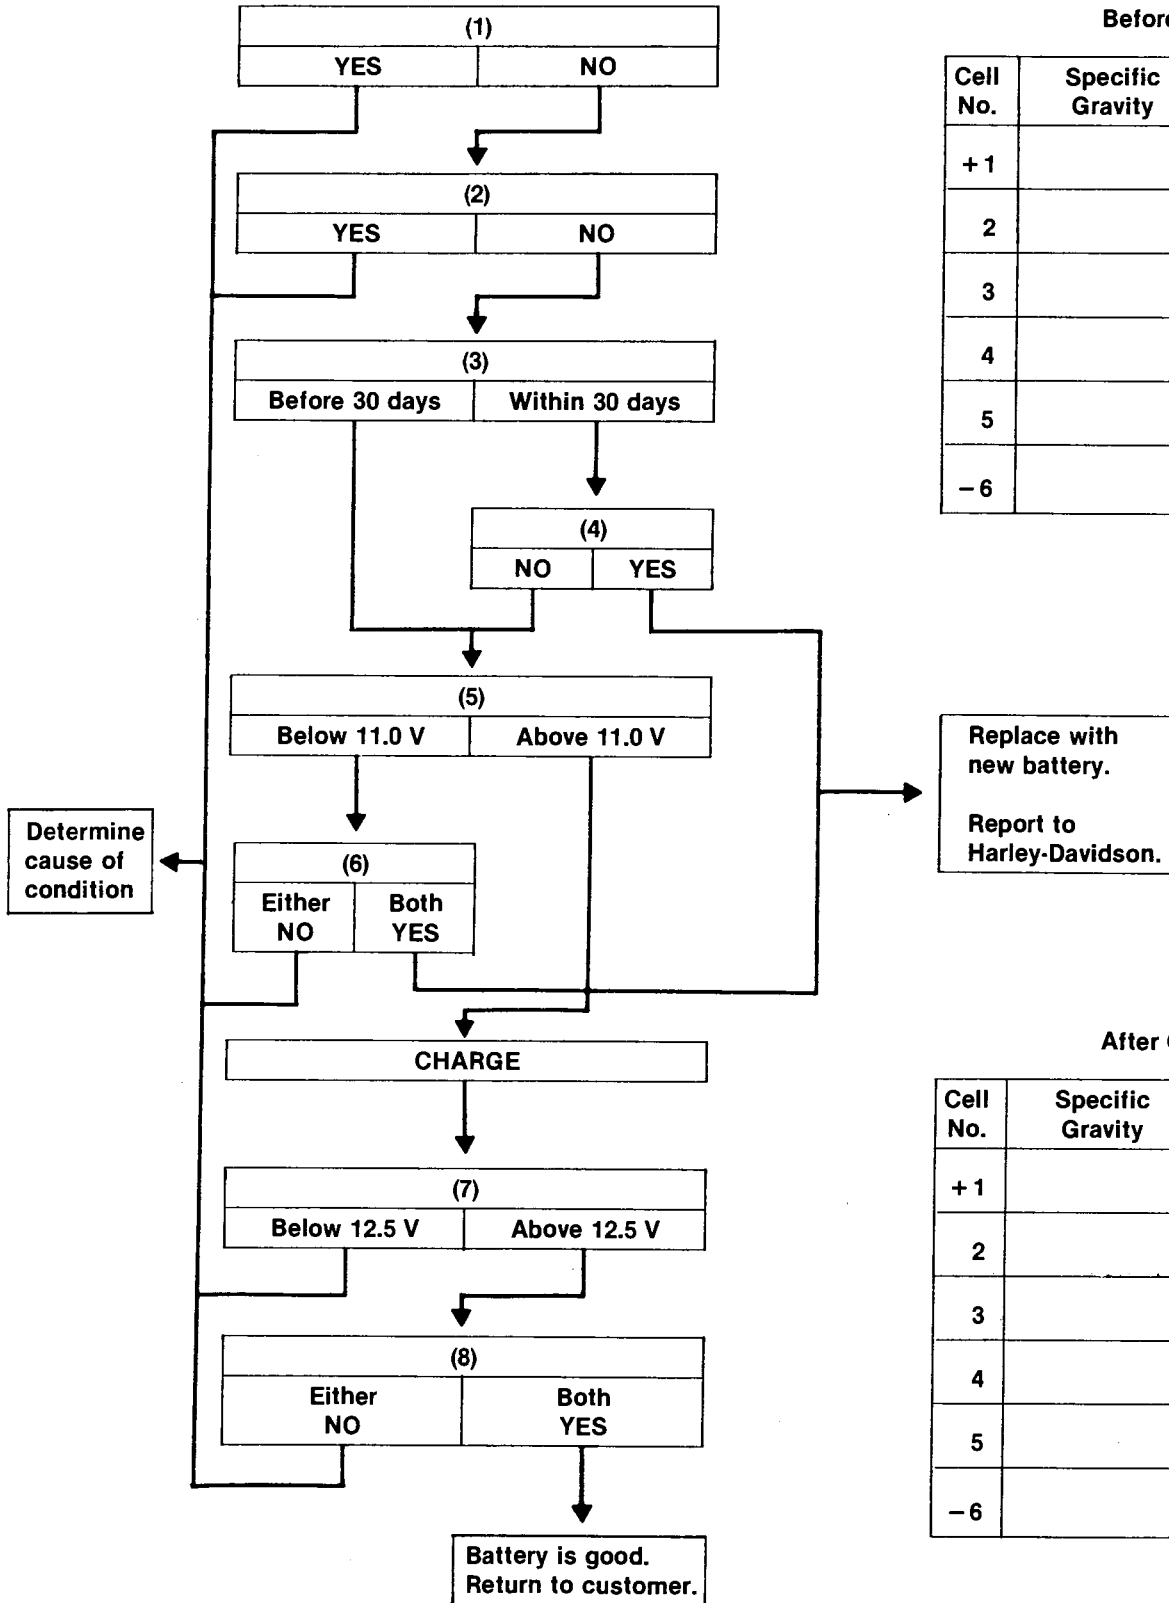 (1)
YES NO
(2)
YES NO
(3)
Before 30 days Within 30 days
(4)
NO YES
(5)
Below 11.0 V Above 11.0 V
(6)
Either Both
NO YES
Determine
cause of
condition
CHARGE
(7)
Below 12.5 V Above 12.5 V
(8)
Either Both
NO YES
Battery is good.
Return to customer.
Before
Cell Specific
No. Gravity
+1
2
3
4
5
−6
Replace with
new battery.
Report to
Harley-Davidson.
After
Cell Specific
No. Gravity
+1
2
3
4
5
−6